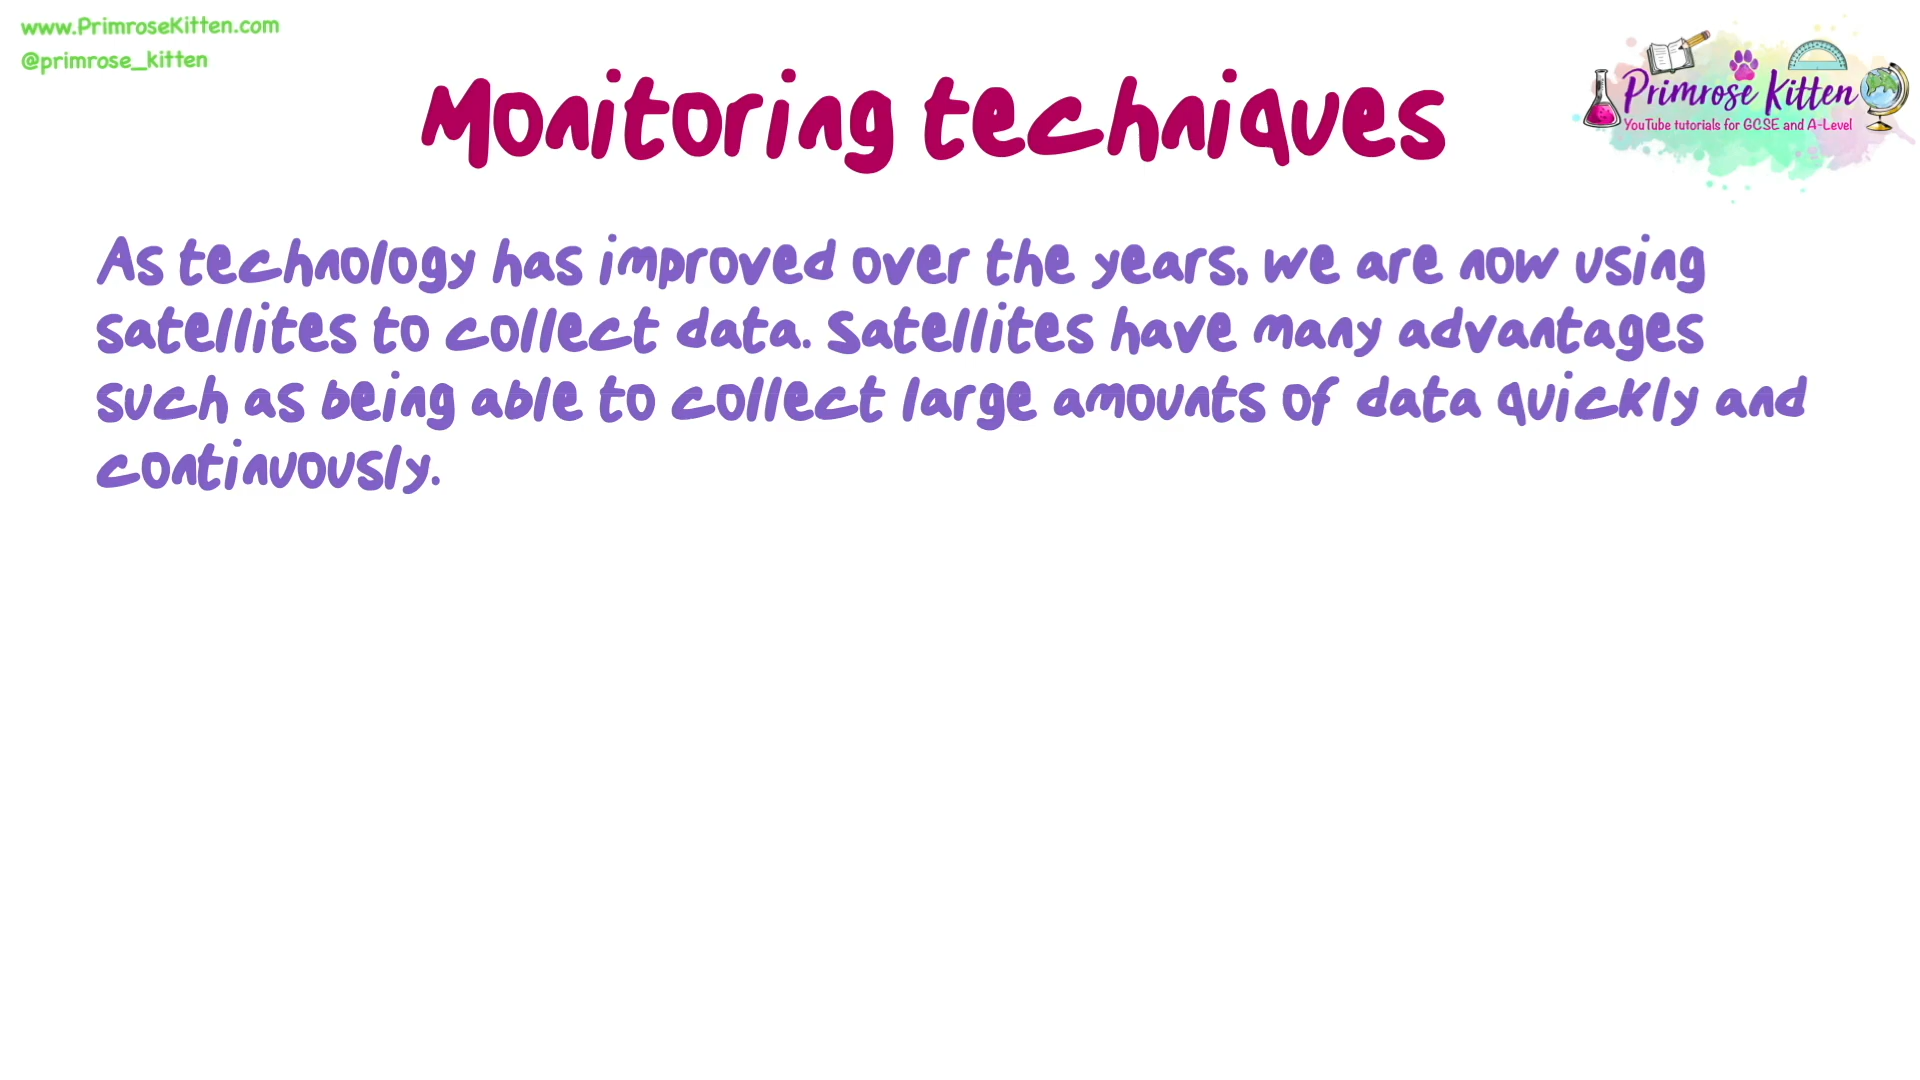 www.PrimroseKitten.com
@primrose_kitten
Monitoring techniques
Primrose Kitten
YouTube tutorials for GCSE and A-Level
As technology has improved over the years, we are now using
satellites to collect data. Satellites have many advantages
such as being able to collect large amounts of data quickly and
continuously.